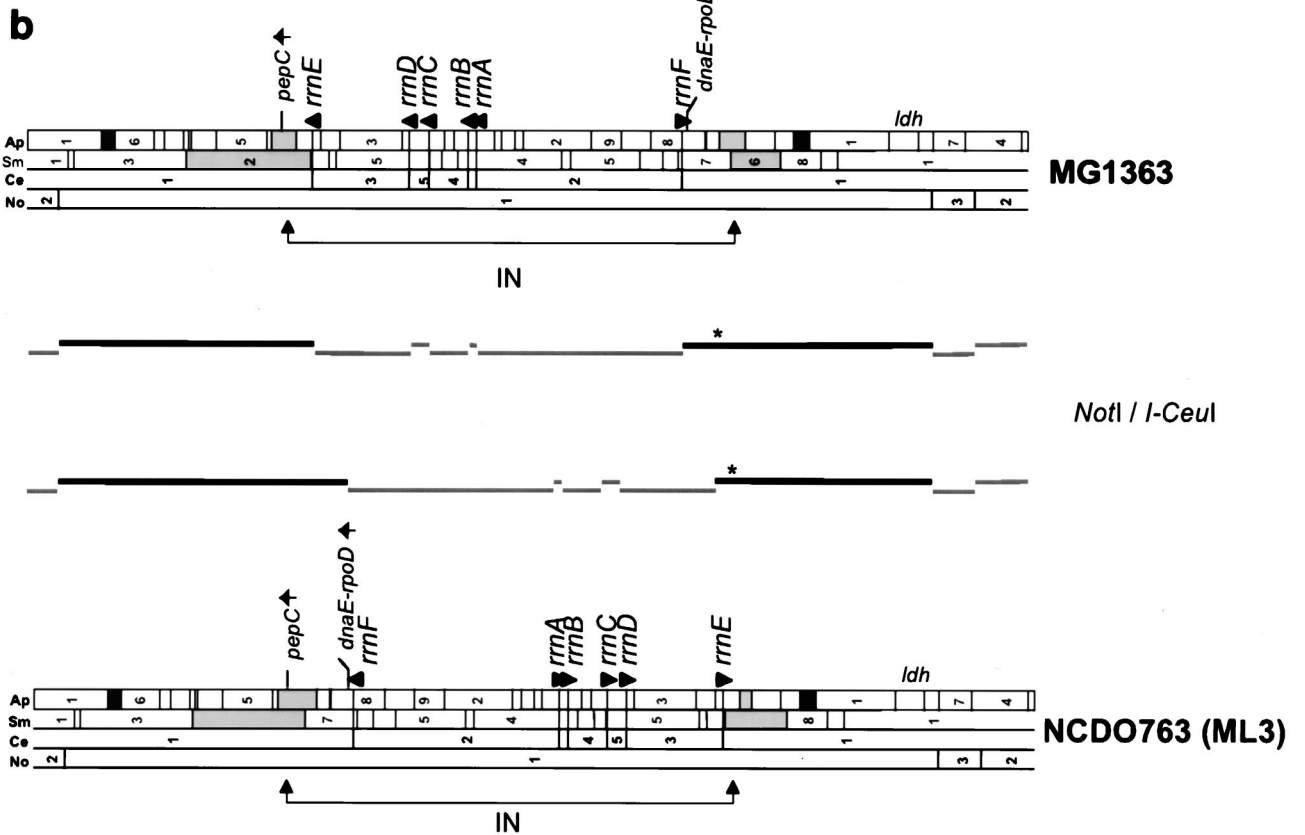 b
pepC
rrnE
rrnD
rrnC
rrnB
rrnA
rrnF
ldh
Ap 1 6 5 3 2 9 8 1 7 4
Sm 1 3 2 5 4 5 7 6 8 1
Ce 1 3 5 4 2 1
No 2 1 3 2
MG1363
IN
*
NotI / I-CeuI
*
pepC
dnaE-rpoD
rrnF
rrnA
rrnB
rrnC
rrnD
rrnE
ldh
Ap 1 6 5 8 9 2 3 1 7 4
Sm 1 3 7 5 4 5 8 1
Ce 1 2 4 5 3 1
No 2 1 3 2
NCDO763 (ML3)
IN